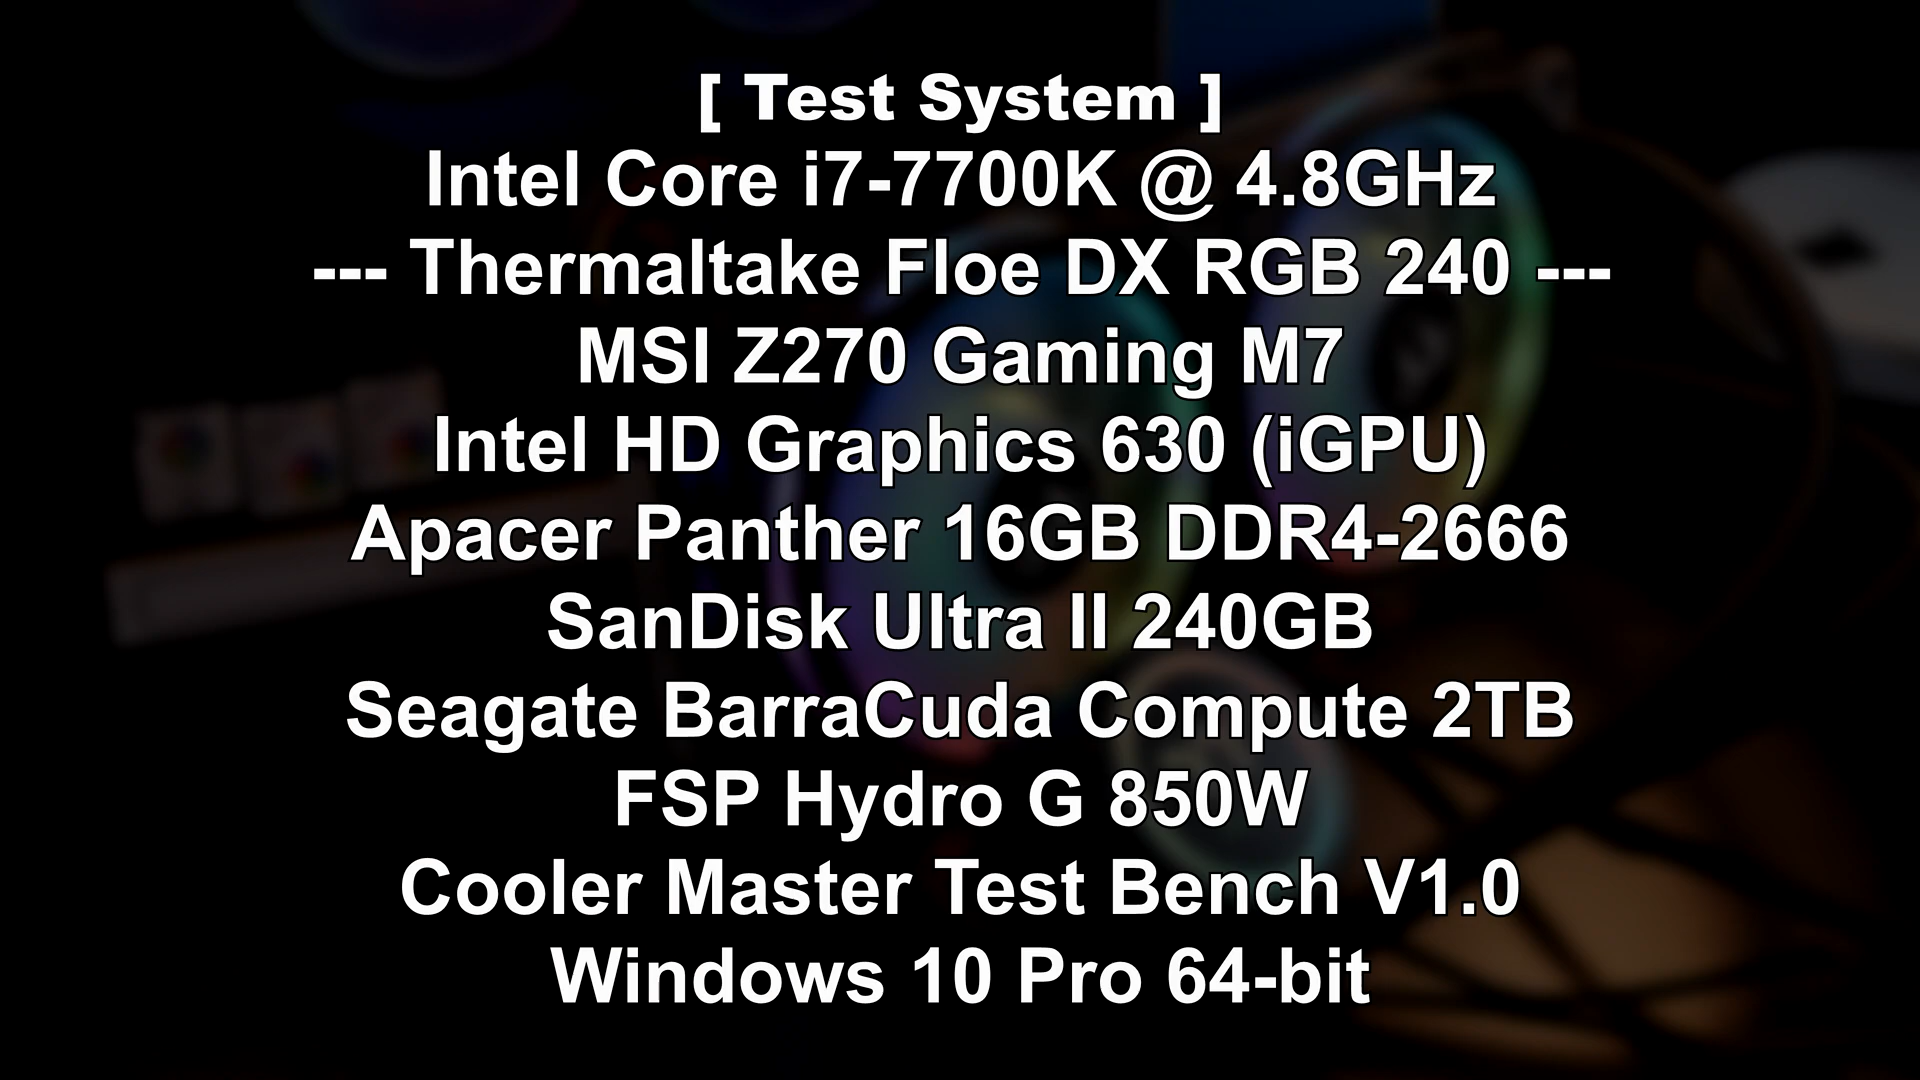 [ Test System ]
Intel Core i7-7700K @ 4.8GHz
--- Thermaltake Floe DX RGB 240 ---
MSI Z270 Gaming M7
Intel HD Graphics 630 (iGPU)
Apacer Panther 16GB DDR4-2666
SanDisk Ultra II 240GB
Seagate BarraCuda Compute 2TB
FSP Hydro G 850W
Cooler Master Test Bench V1.0
Windows 10 Pro 64-bit